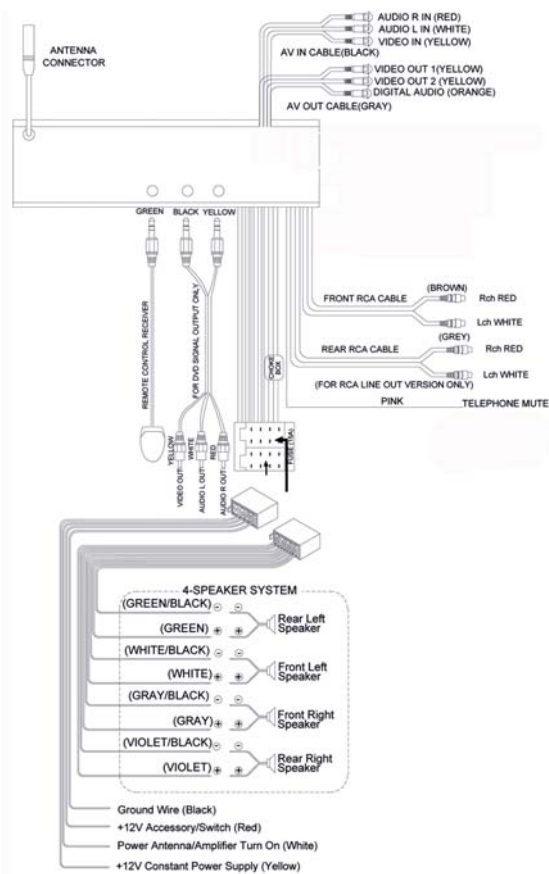 ANTENNA
CONNECTOR
AUDIO R IN (RED)
AUDIO L IN (WHITE)
VIDEO IN (YELLOW)
AV IN CABLE(BLACK)
VIDEO OUT 1(YELLOW)
VIDEO OUT 2 (YELLOW)
DIGITAL AUDIO (ORANGE)
AV OUT CABLE(GRAY)
GREEN
BLACK
YELLOW
REMOTE CONTROL RECEIVER
FOR DVD SIGNAL OUTPUT ONLY
YELLOW
VIDEO OUT
WHITE
AUDIO L OUT
RED
AUDIO R OUT
CHOKE
BOX
FUSE (15A)
FRONT RCA CABLE
(BROWN)
Rch RED
Lch WHITE
REAR RCA CABLE
(GREY)
Rch RED
Lch WHITE
(FOR RCA LINE OUT VERSION ONLY)
PINK
TELEPHONE MUTE
4-SPEAKER SYSTEM
(GREEN/BLACK)
(GREEN)
Rear Left
Speaker
(WHITE/BLACK)
(WHITE)
Front Left
Speaker
(GRAY/BLACK)
(GRAY)
Front Right
Speaker
(VIOLET/BLACK)
(VIOLET)
Rear Right
Speaker
Ground Wire (Black)
+12V Accessory/Switch (Red)
Power Antenna/Amplifier Turn On (White)
+12V Constant Power Supply (Yellow)